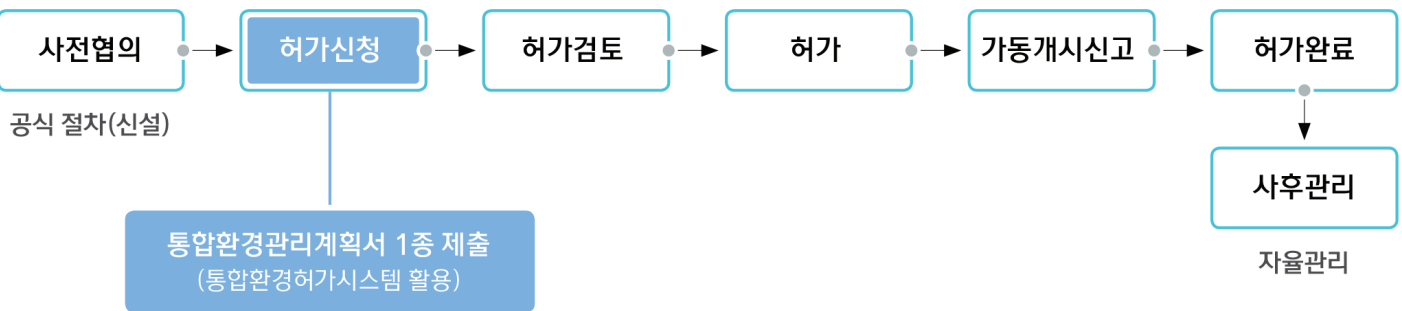 사전협의
허가신청
허가검토
허가
가동개시신고
허가완료
공식 절차(신설)
사후관리
통합환경관리계획서 1종 제출
(통합환경허가시스템 활용)
자율관리